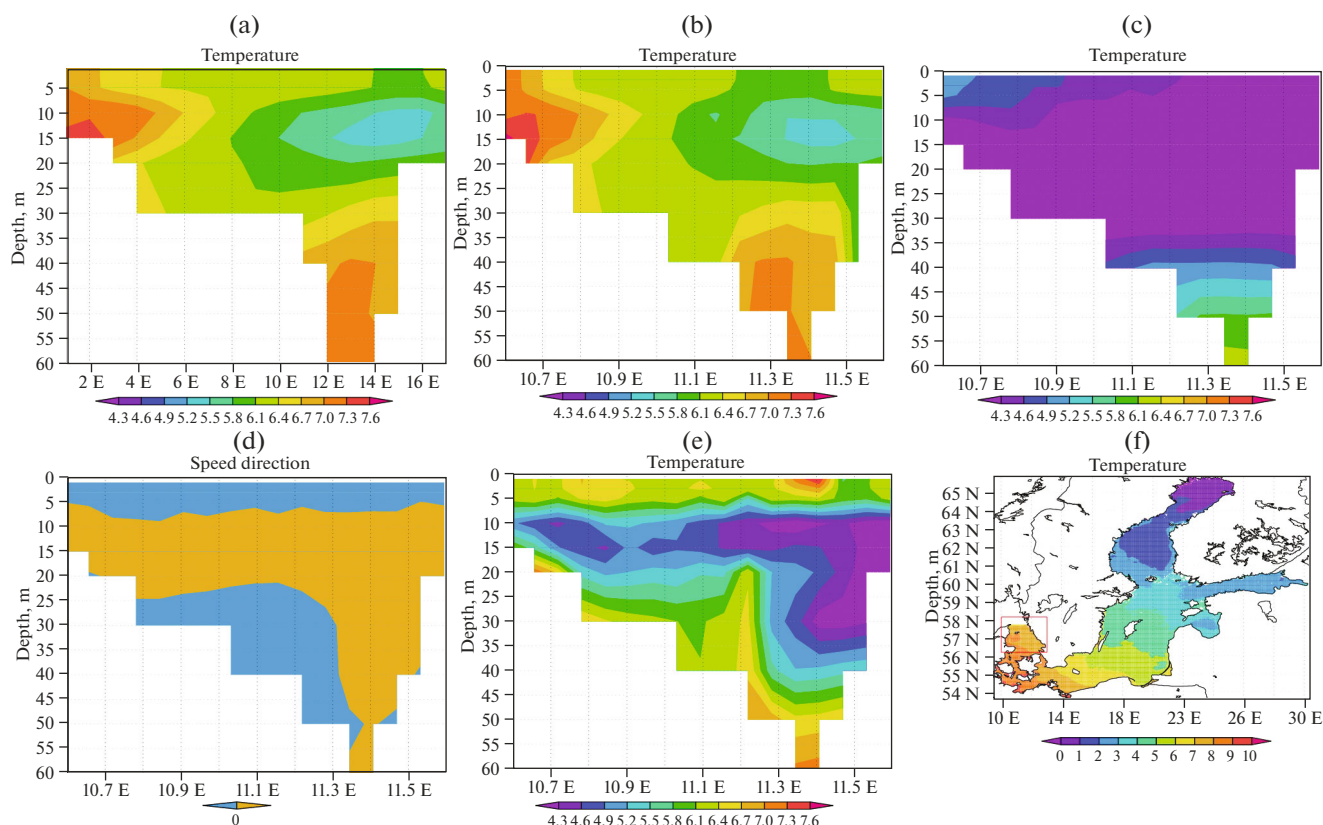 (a)
Temperature
Depth, m
5
10
15
20
25
30
35
40
45
50
55
60
2 E 4 E 6 E 8 E 10 E 12 E 14 E 16 E
4.3 4.6 4.9 5.2 5.5 5.8 6.1 6.4 6.7 7.0 7.3 7.6
(b)
Temperature
Depth, m
0
5
10
15
20
25
30
35
40
45
50
55
60
10.7 E 10.9 E 11.1 E 11.3 E 11.5 E
4.3 4.6 4.9 5.2 5.5 5.8 6.1 6.4 6.7 7.0 7.3 7.6
(c)
Temperature
Depth, m
0
5
10
15
20
25
30
35
40
45
50
55
60
10.7 E 10.9 E 11.1 E 11.3 E 11.5 E
4.3 4.6 4.9 5.2 5.5 5.8 6.1 6.4 6.7 7.0 7.3 7.6
(d)
Speed direction
Depth, m
0
5
10
15
20
25
30
35
40
45
50
55
60
10.7 E 10.9 E 11.1 E 11.3 E 11.5 E
0
(e)
Temperature
Depth, m
0
5
10
15
20
25
30
35
40
45
50
55
60
10.7 E 10.9 E 11.1 E 11.3 E 11.5 E
4.3 4.6 4.9 5.2 5.5 5.8 6.1 6.4 6.7 7.0 7.3 7.6
(f)
Temperature
Depth, m
65 N
64 N
63 N
62 N
61 N
60 N
59 N
58 N
57 N
56 N
55 N
54 N
10 E 14 E 18 E 23 E 26 E 30 E
0 1 2 3 4 5 6 7 8 9 10